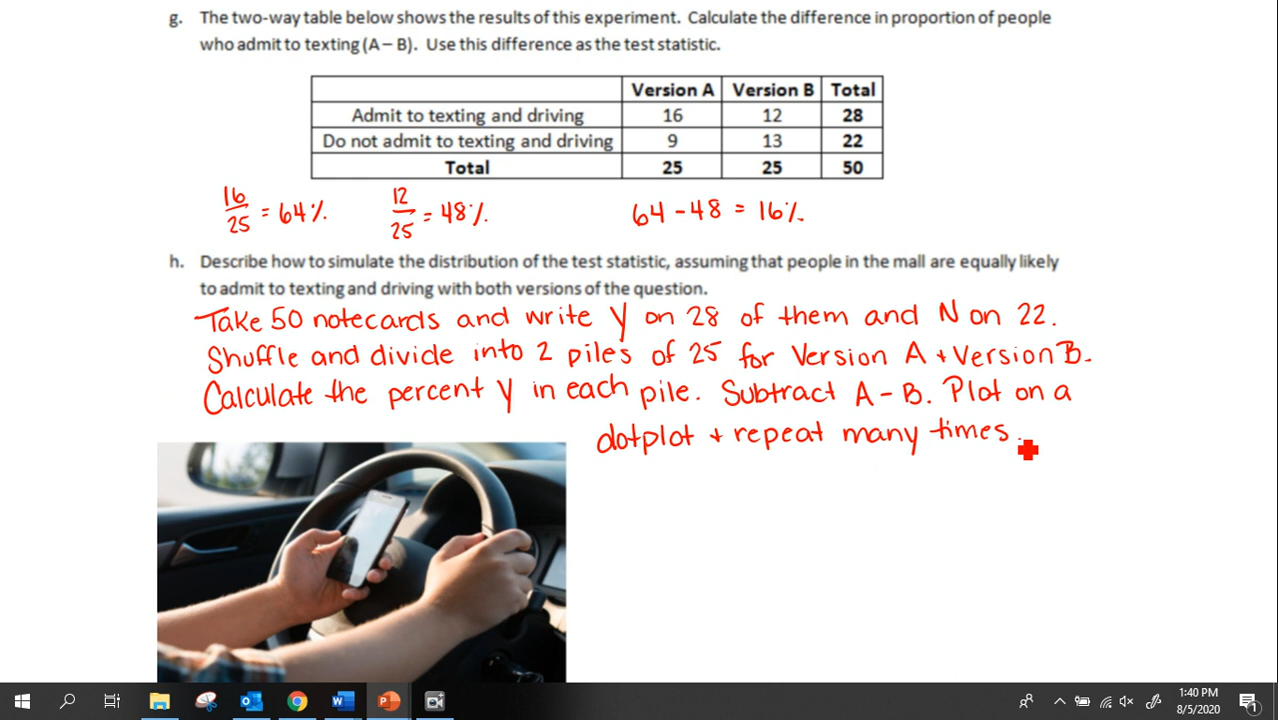 g. The two-way table below shows the results of this experiment. Calculate the difference in proportion of people
who admit to texting (A – B). Use this difference as the test statistic.
Version A Version B Total
Admit to texting and driving 16 12 28
Do not admit to texting and driving 9 13 22
Total 25 25 50
16/25 = 64% 12/25 = 48% 64 - 48 = 16%
h. Describe how to simulate the distribution of the test statistic, assuming that people in the mall are equally likely
to admit to texting and driving with both versions of the question.
Take 50 notecards and write Y on 28 of them and N on 22.
Shuffle and divide into 2 piles of 25 for Version A + Version B.
Calculate the percent Y in each pile. Subtract A - B. Plot on a
dotplot + repeat many times.
1:40 PM
8/5/2020
1